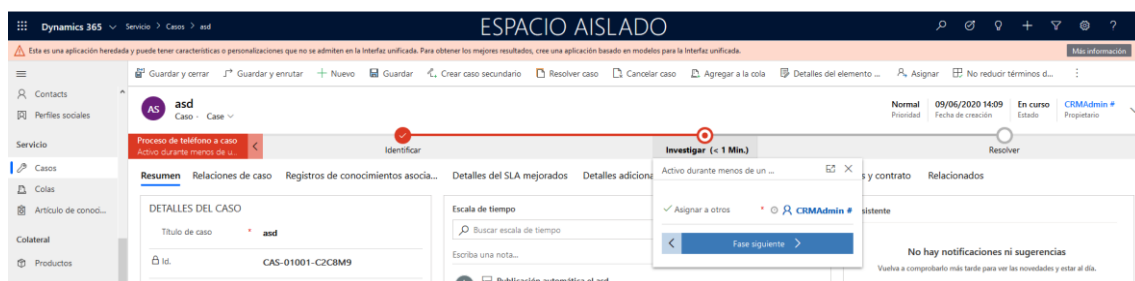 Dynamics 365 Servicio > Casos > asd ESPACIO AISLADO
Esta es una aplicación heredada y puede tener características o personalizaciones que no se admiten en la Interfaz unificada. Para obtener los mejores resultados, cree una aplicación basado en modelos para la Interfaz unificada. Más información
Guardar y cerrar Guardar y enrutar Nuevo Guardar Crear caso secundario Resolver caso Cancelar caso Agregar a la cola Detalles del elemento ... Asignar No reducir términos d...
Contacts
Perfiles sociales
Servicio
Casos
Colas
Artículo de conoci...
Colateral
Productos
AS asd
Caso · Case
Normal 09/06/2020 14:09 En curso CRMAdmin #
Prioridad Fecha de creación Estado Propietario
Proceso de teléfono a caso
Activo durante menos de u...
Identificar Investigar (< 1 Min.) Resolver
Resumen Relaciones de caso Registros de conocimientos asocia... Detalles del SLA mejorados Detalles adiciona s y contrato Relacionados
Activo durante menos de un ...
Asignar a otros * CRMAdmin #
Fase siguiente
DETALLES DEL CASO
Título de caso * asd
Id. CAS-01001-C2C8M9
Escala de tiempo
Buscar escala de tiempo
Escriba una nota...
Publicación automática el asd
sistente
No hay notificaciones ni sugerencias
Vuelva a comprobarlo más tarde para ver las novedades y estar al día.